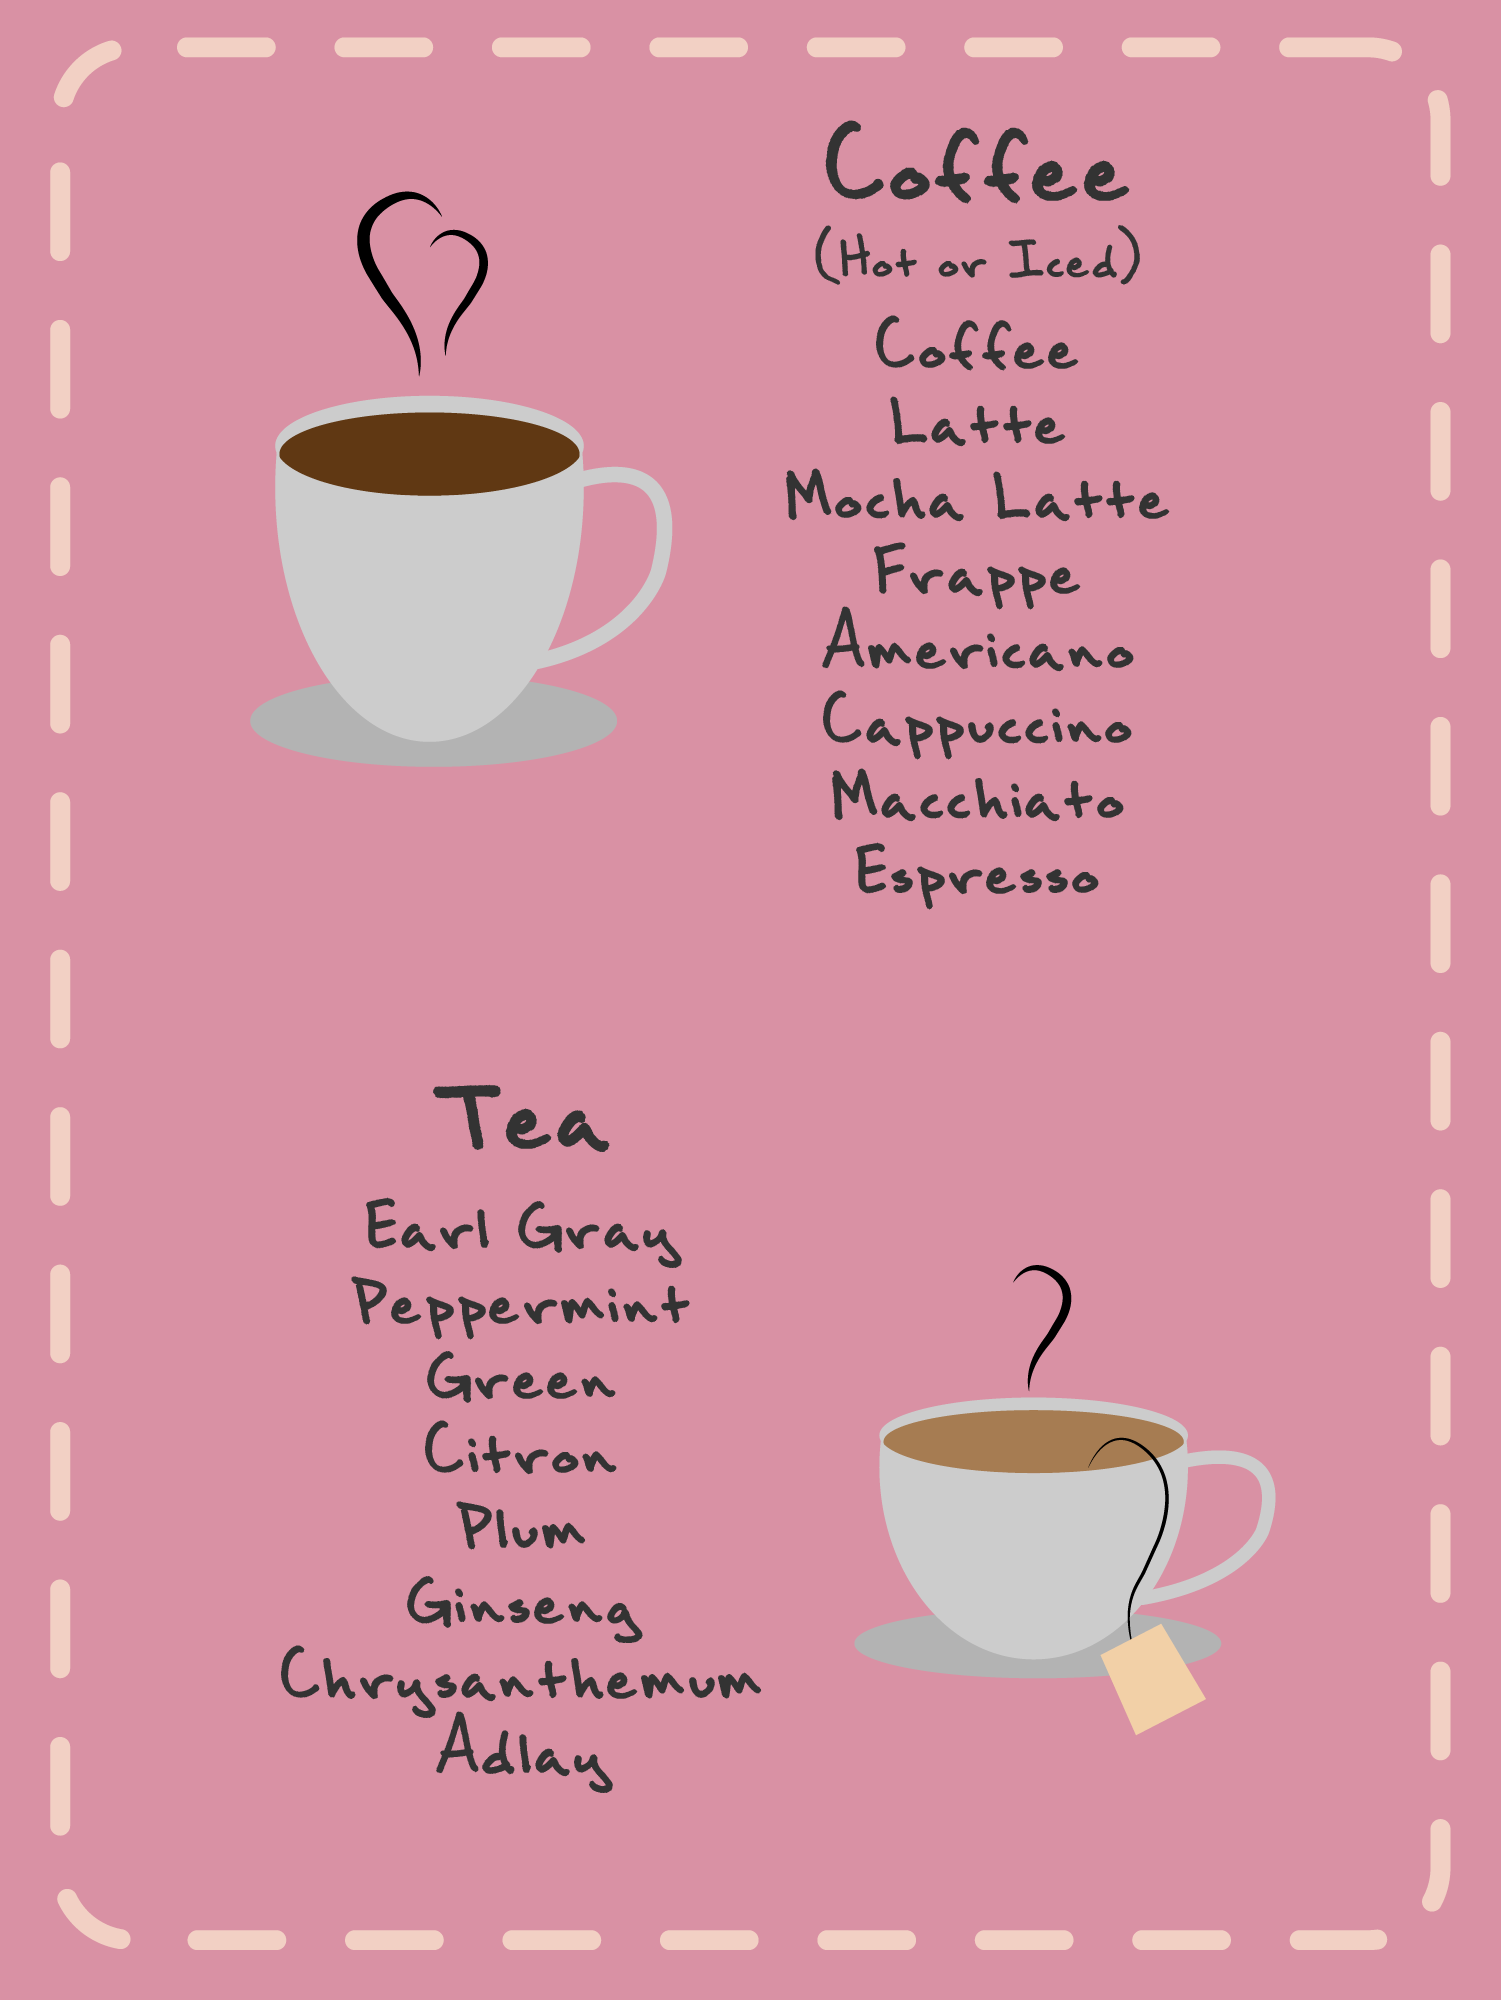 Coffee
(Hot or Iced)
Coffee
Latte
Mocha Latte
Frappe
Americano
Cappuccino
Macchiato
Espresso
Tea
Earl Gray
Peppermint
Green
Citron
Plum
Ginseng
Chrysanthemum
Adlay